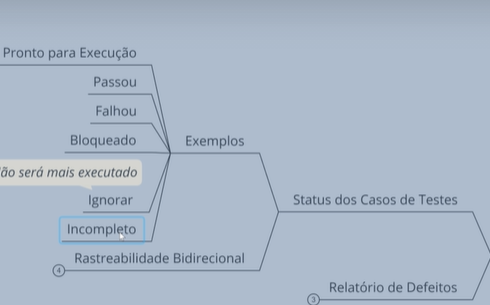 Pronto para Execução
Passou
Falhou
Bloqueado
Exemplos
será mais executado
Ignorar
Status dos Casos de Testes
Incompleto
Rastreabilidade Bidirecional
4
Relatório de Defeitos
3